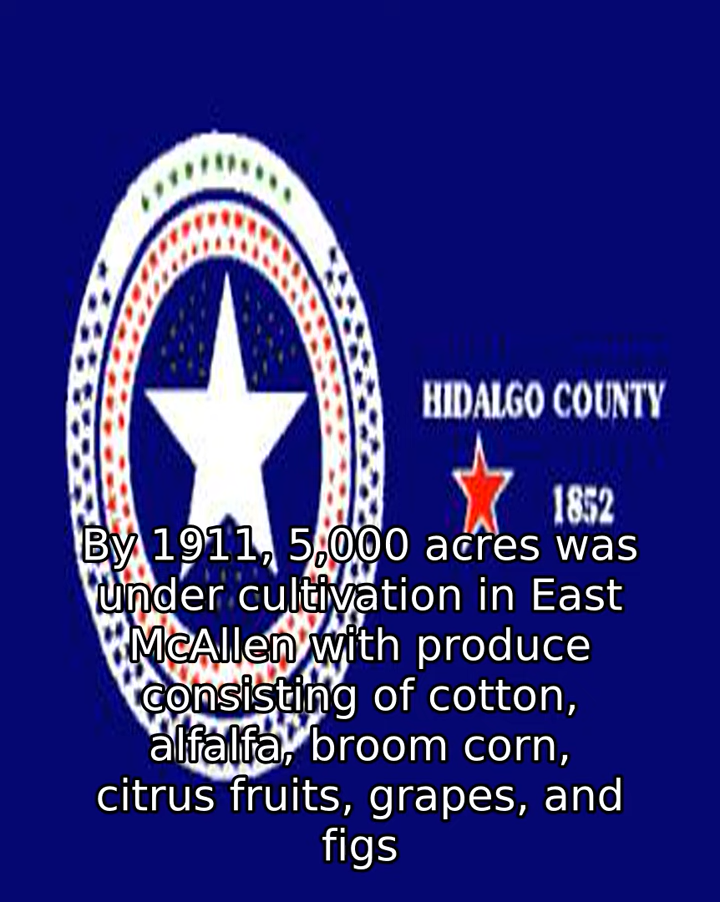 HIDALGO COUNTY
1852
By 1911, 5,000 acres was
under cultivation in East
McAllen with produce
consisting of cotton,
alfalfa, broom corn,
citrus fruits, grapes, and
figs